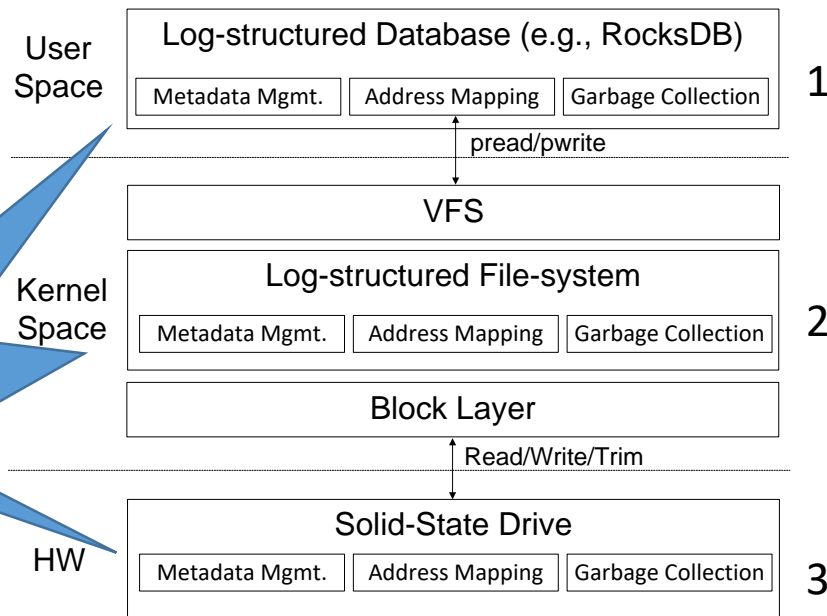 User
Space
Log-structured Database (e.g., RocksDB)
Metadata Mgmt.
Address Mapping
Garbage Collection
1
pread/pwrite
VFS
Kernel
Space
Log-structured File-system
Metadata Mgmt.
Address Mapping
Garbage Collection
2
Block Layer
Read/Write/Trim
HW
Solid-State Drive
Metadata Mgmt.
Address Mapping
Garbage Collection
3